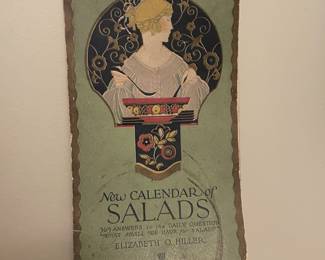 New CALENDAR of
SALADS
365 ANSWERS to the DAILY QUESTION
"WHAT SHALL WE HAVE for SALAD?"
ELIZABETH O. HILLER